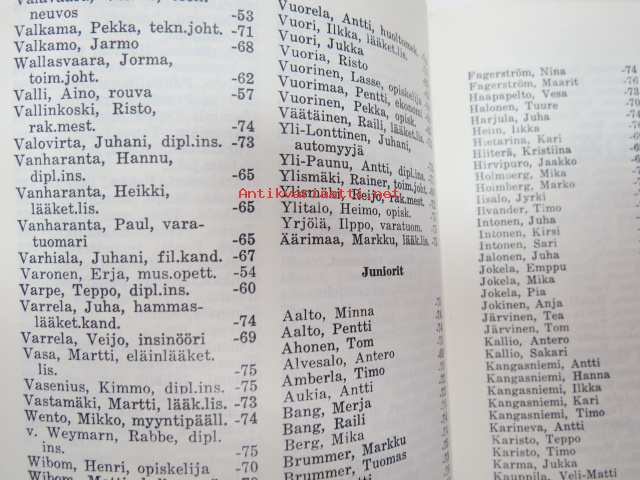 neuvos -53
Valkama, Pekka, tekn.joht. -71
Valkamo, Jarmo -68
Wallasvaara, Jorma,
toim.joht. -62
Valli, Aino, rouva -57
Vallinkoski, Risto,
rak.mest. -74
Valovirta, Juhani, dipl.ins. -73
Vanharanta, Hannu,
dipl.ins. -65
Vanharanta, Heikki,
lääket.lis. -65
Vanharanta, Paul, vara-
tuomari -65
Varhiala, Juhani, fil.kand. -67
Varonen, Erja, mus.opett. -54
Varpe, Teppo, dipl.ins. -60
Varrela, Juha, hammas-
lääket.kand. -74
Varrela, Veijo, insinööri -69
Vasa, Martti, eläinlääket.
lis. -75
Vasenius, Kimmo, dipl.ins. -75
Vastamäki, Martti, lääk.lis. -73
Wento, Mikko, myyntipääll. -74
v. Weymarn, Rabbe, dipl.
ins. -75
Wibom, Henri, opiskelija -70
Vuorela, Antti, huoltomek.
Vuori, Ilkka, lääket.lis.
Vuori, Jukka
Vuoria, Risto
Vuorinen, Lasse, opiskelija
Vuorimaa, Pentti, ekonomi
Vuorinen, Pekka, opisk.
Väätäinen, Raili, lääket.lis.
Yli-Lonttinen, Juhani,
automyyjä
Yli-Paunu, Antti, dipl.ins.
Ylismäki, Rainer, toim.joht.
Ylismäki, Reijo, rak.mest.
Ylitalo, Heimo, opisk.
Yrjölä, Ilppo, varatuom.
Äärimaa, Markku, lääk.lis.
Juniorit
Aalto, Minna
Aalto, Pentti
Ahonen, Tom
Alvesalo, Antero
Amberla, Timo
Aukia, Antti
Bang, Merja
Bang, Raili
Berg, Mika
Brummer, Markku
Brummer, Tuomas
Fagerström, Nina -74
Fagerström, Maarit -76
Haapapelto, Vesa
Halonen, Tuure
Harjula, Juha
Heun, Ilkka
Hietarina, Kari
Hiiterä, Kristiina
Hirvipuro, Jaakko
Holmberg, Mika
Hoimberg, Marko
Iisalo, Jyrki
Ilvander, Timo
Intonen, Juha
Intonen, Kirsi
Intonen, Sari
Jalonen, Juha
Jokela, Emppu
Jokela, Mika
Jokela, Pia
Jokinen, Anja
Järvinen, Tea
Järvinen, Tom
Kallio, Antero
Kallio, Sakari
Kangasniemi, Antti
Kangasniemi, Hanna
Kangasniemi, Ilkka
Kangasniemi, Kari
Kangasniemi, Timo
Karineva, Antti
Karisto, Teppo
Karisto, Timo
Karma, Jukka
Kauppila, Veli-Matti
Antikvariaatti.net